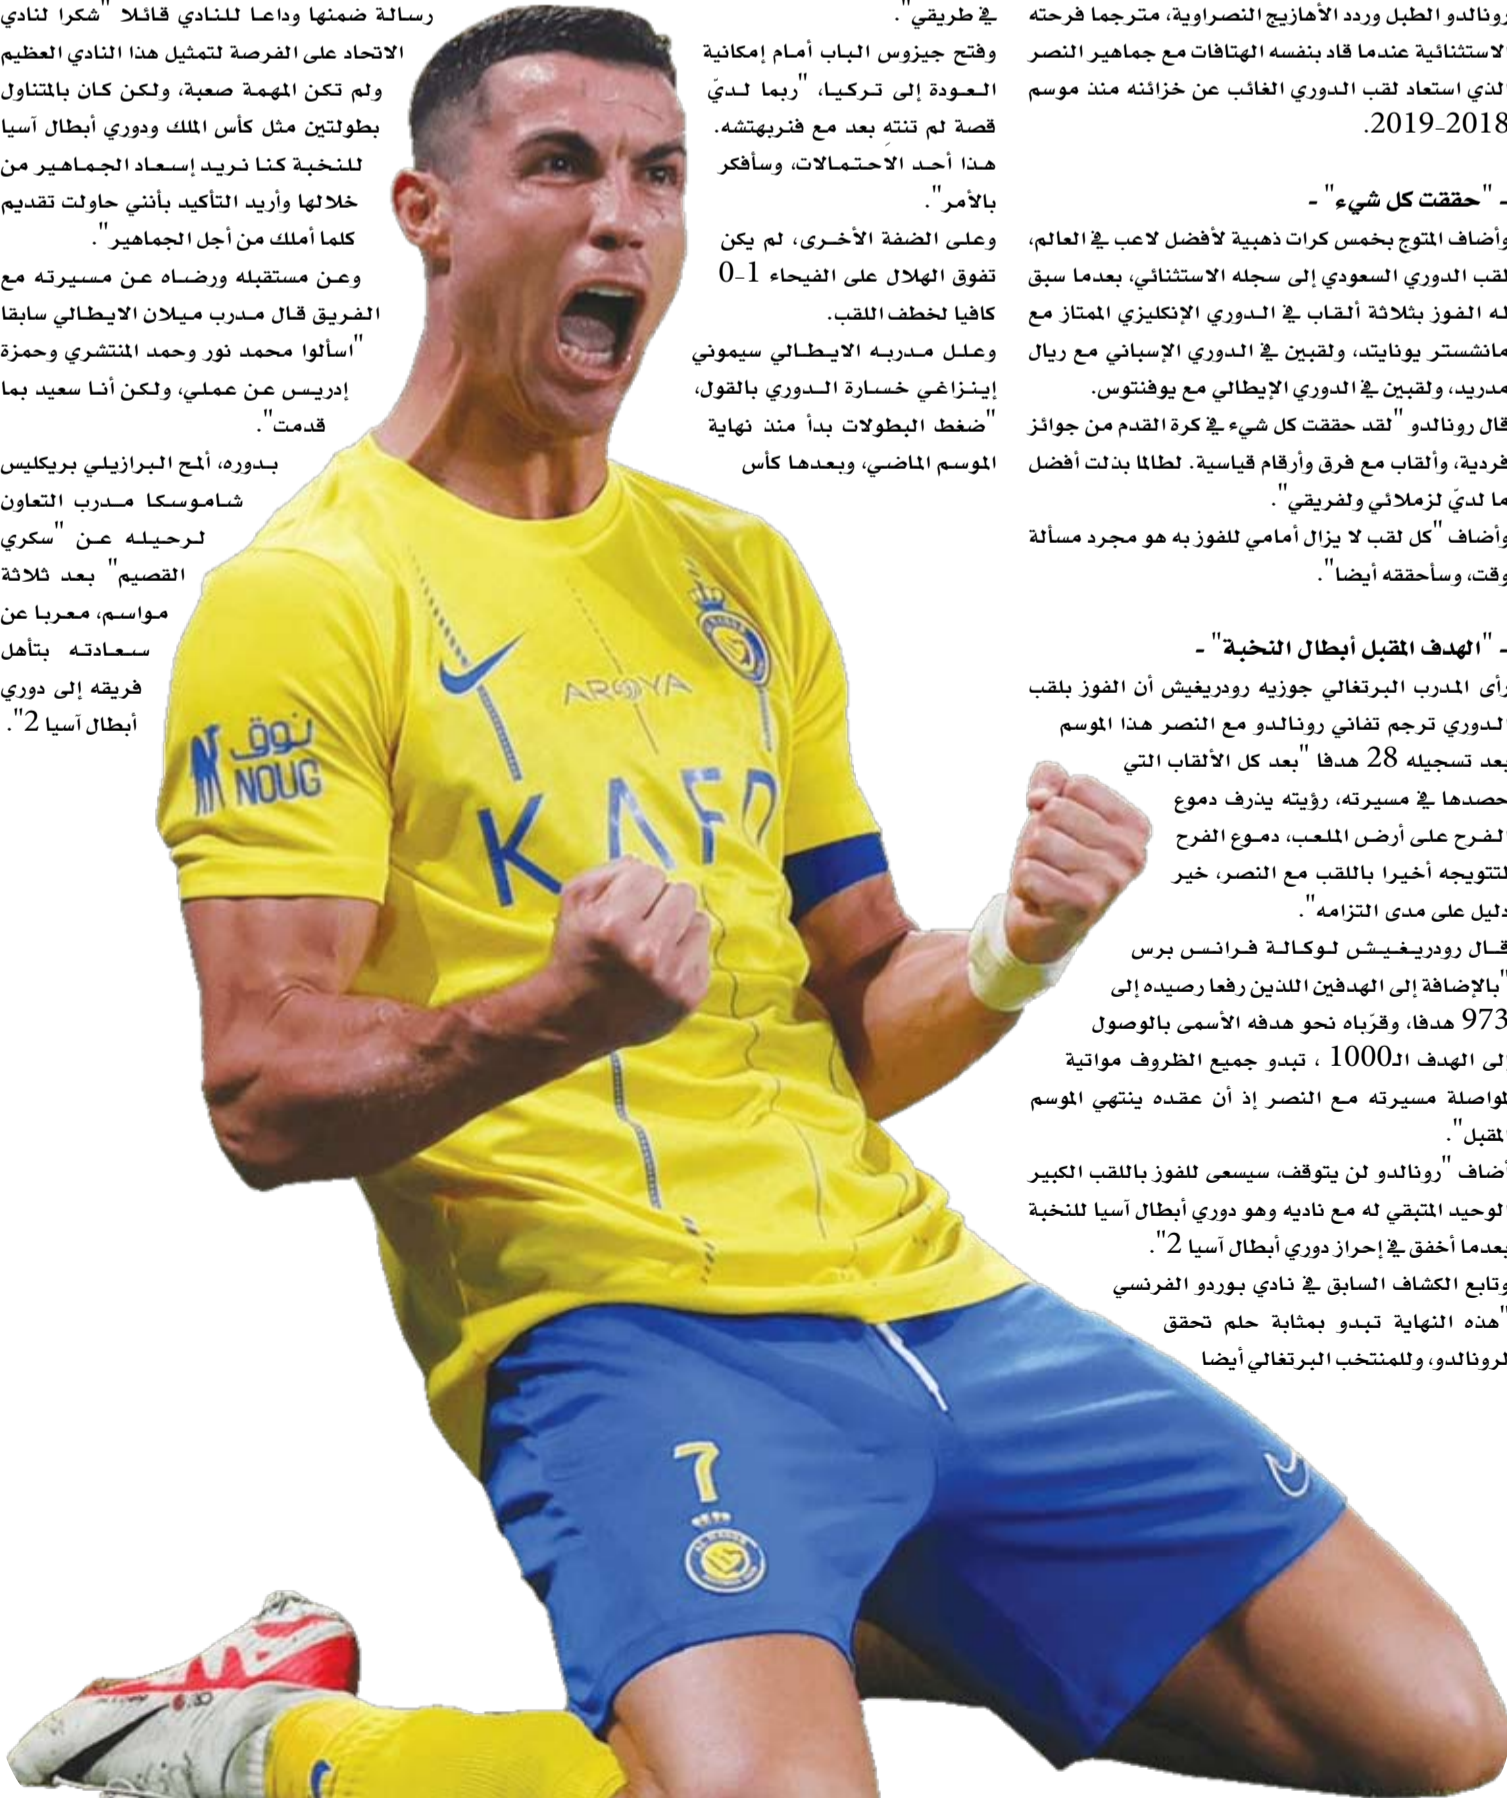 رونالدو الطبل وردد الأهازيج النصراوية، مترجما فرحته
الاستثنائية عندما قاد بنفسه الهتافات مع جماهير النصر
الذي استعاد لقب الدوري الغائب عن خزائنه منذ موسم
2018-2019.
- "حققت كل شيء" -
وأضاف المتوج بخمس كرات ذهبية لأفضل لاعب في العالم،
لقب الدوري السعودي إلى سجله الاستثنائي، بعدما سبق
له الفوز بثلاثة ألقاب في الدوري الإنكليزي الممتاز مع
مانشستر يونايتد، ولقبين في الدوري الإسباني مع ريال
مدريد، ولقبين في الدوري الإيطالي مع يوفنتوس.
قال رونالدو "لقد حققت كل شيء في كرة القدم من جوائز
فردية، وألقاب مع فرق وأرقام قياسية. لطالما بذلت أفضل
ما لديّ لزملائي ولفريقي".
وأضاف "كل لقب لا يزال أمامي للفوز به هو مجرد مسألة
وقت، وسأحققه أيضا".
- "الهدف المقبل أبطال النخبة" -
رأى المدرب البرتغالي جوزيه رودريغيش أن الفوز بلقب
الدوري ترجم تفاني رونالدو مع النصر هذا الموسم
بعد تسجيله 28 هدفا "بعد كل الألقاب التي
حصدها في مسيرته، رؤيته يذرف دموع
الفرح على أرض الملعب، دموع الفرح
لتتويجه أخيرا باللقب مع النصر، خير
دليل على مدى التزامه".
قال رودريغيش لوكالة فرانس برس
"بالإضافة إلى الهدفين اللذين رفعا رصيده إلى
973 هدفا، وقرّباه نحو هدفه الأسمى بالوصول
إلى الهدف الـ1000 ، تبدو جميع الظروف مواتية
لمواصلة مسيرته مع النصر إذ أن عقده ينتهي الموسم
المقبل".
أضاف "رونالدو لن يتوقف، سيسعى للفوز باللقب الكبير
الوحيد المتبقي له مع ناديه وهو دوري أبطال آسيا للنخبة
بعدما أخفق في إحراز دوري أبطال آسيا 2".
وتابع الكشاف السابق في نادي بوردو الفرنسي
"هذه النهاية تبدو بمثابة حلم تحقق
لرونالدو، وللمنتخب البرتغالي أيضا
في طريقي".
وفتح جيزوس الباب أمام إمكانية
العودة إلى تركيا، "ربما لديّ
قصة لم تنتهِ بعد مع فنربهتشه.
هذا أحد الاحتمالات، وسأفكر
بالأمر".
وعلى الضفة الأخرى، لم يكن
تفوق الهلال على الفيحاء 1-0
كافيا لخطف اللقب.
وعلل مدربه الايطالي سيموني
إينزاغي خسارة الدوري بالقول،
"ضغط البطولات بدأ منذ نهاية
الموسم الماضي، وبعدها كأس
رسالة ضمنها وداعا للنادي قائلا "شكرا لنادي
الاتحاد على الفرصة لتمثيل هذا النادي العظيم
ولم تكن المهمة صعبة، ولكن كان بالمتناول
بطولتين مثل كأس الملك ودوري أبطال آسيا
للنخبة كنا نريد إسعاد الجماهير من
خلالها وأريد التأكيد بأنني حاولت تقديم
كلما أملك من أجل الجماهير".
وعن مستقبله ورضاه عن مسيرته مع
الفريق قال مدرب ميلان الايطالي سابقا
"اسألوا محمد نور وحمد المنتشري وحمزة
إدريس عن عملي، ولكن أنا سعيد بما
قدمت".
بدوره، ألمح البرازيلي بريكليس
شاموسكا مدرب التعاون
لرحيله عن "سكري
القصيم" بعد ثلاثة
مواسم، معربا عن
سعادته بتأهل
فريقه إلى دوري
أبطال آسيا 2".
AROYA
نوق
NOUG
KAFD
7